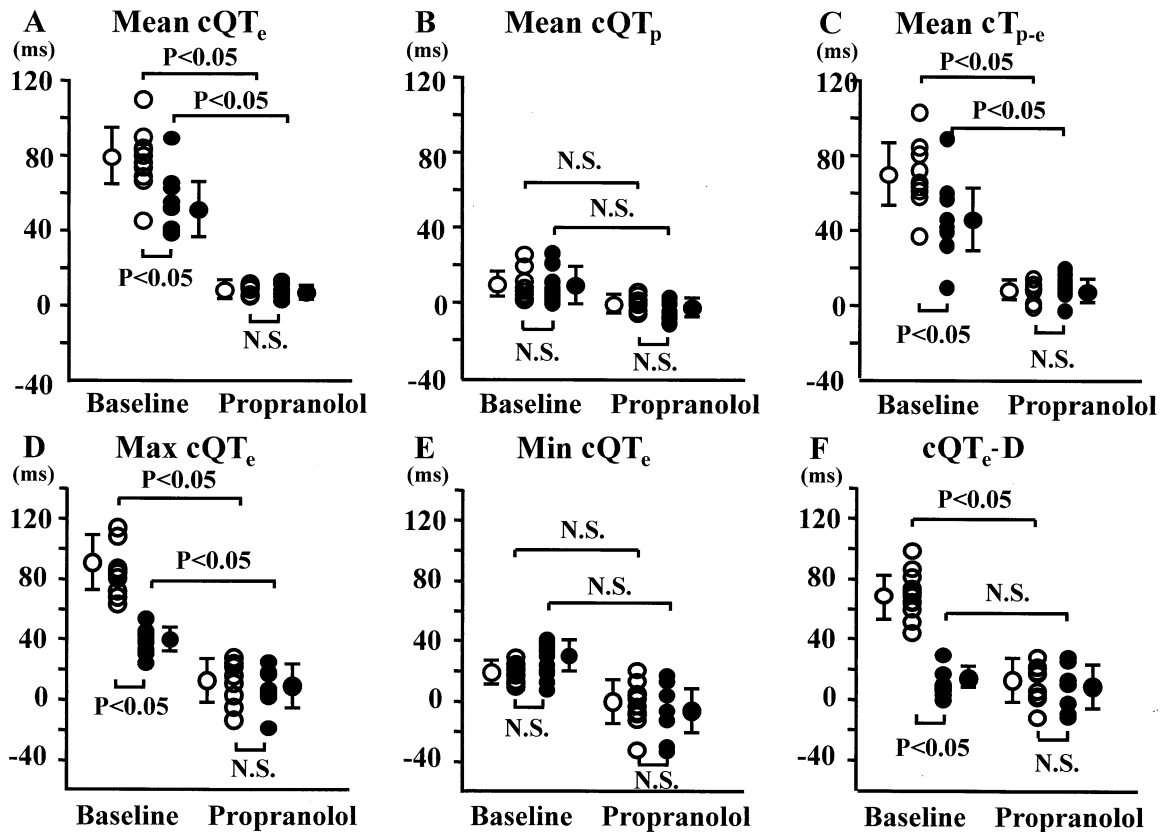 A Mean cQTe
(ms)
P<0.05
P<0.05
120
80
40
0
-40
P<0.05
N.S.
Baseline Propranolol
B Mean cQTp
(ms)
120
80
40
0
-40
N.S.
N.S.
N.S.
N.S.
Baseline Propranolol
C Mean cTp-e
(ms)
P<0.05
P<0.05
120
80
40
0
-40
P<0.05
N.S.
Baseline Propranolol
D Max cQTe
(ms)
P<0.05
P<0.05
120
80
40
0
-40
P<0.05
N.S.
Baseline Propranolol
E Min cQTe
(ms)
120
80
40
0
-40
N.S.
N.S.
N.S.
N.S.
Baseline Propranolol
F cQTe-D
(ms)
P<0.05
N.S.
120
80
40
0
-40
P<0.05
N.S.
Baseline Propranolol